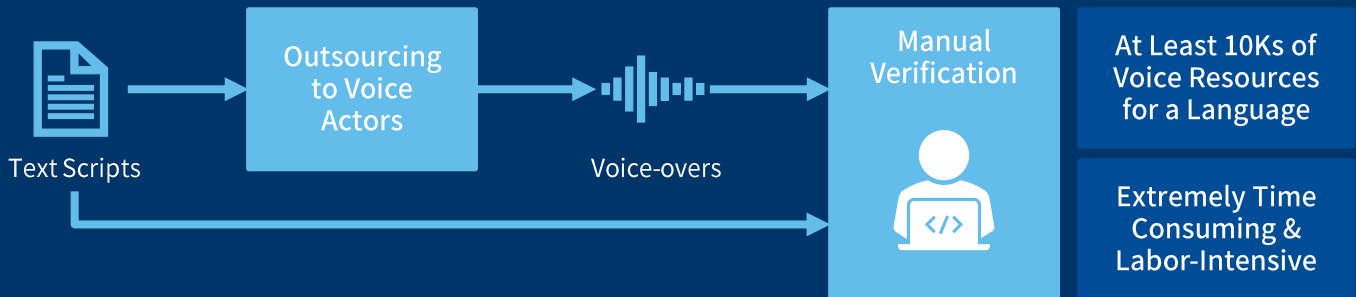 Outsourcing
to Voice
Actors
Text Scripts
Voice-overs
Manual
Verification
</>
At Least 10Ks of
Voice Resources
for a Language
Extremely Time
Consuming &
Labor-Intensive